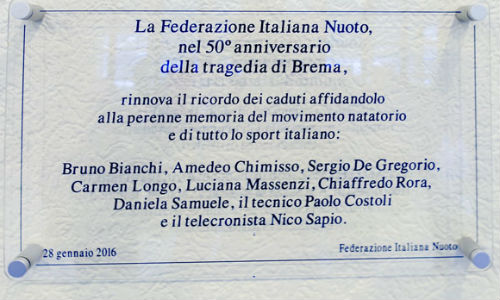 La Federazione Italiana Nuoto,
nel 50° anniversario
della tragedia di Brema,
rinnova il ricordo dei caduti affidandolo
alla perenne memoria del movimento natatorio
e di tutto lo sport italiano:
Bruno Bianchi, Amedeo Chimisso, Sergio De Gregorio,
Carmen Longo, Luciana Massenzi, Chiaffredo Rora,
Daniela Samuele, il tecnico Paolo Costoli
e il telecronista Nico Sapio.
28 gennaio 2016 Federazione Italiana Nuoto